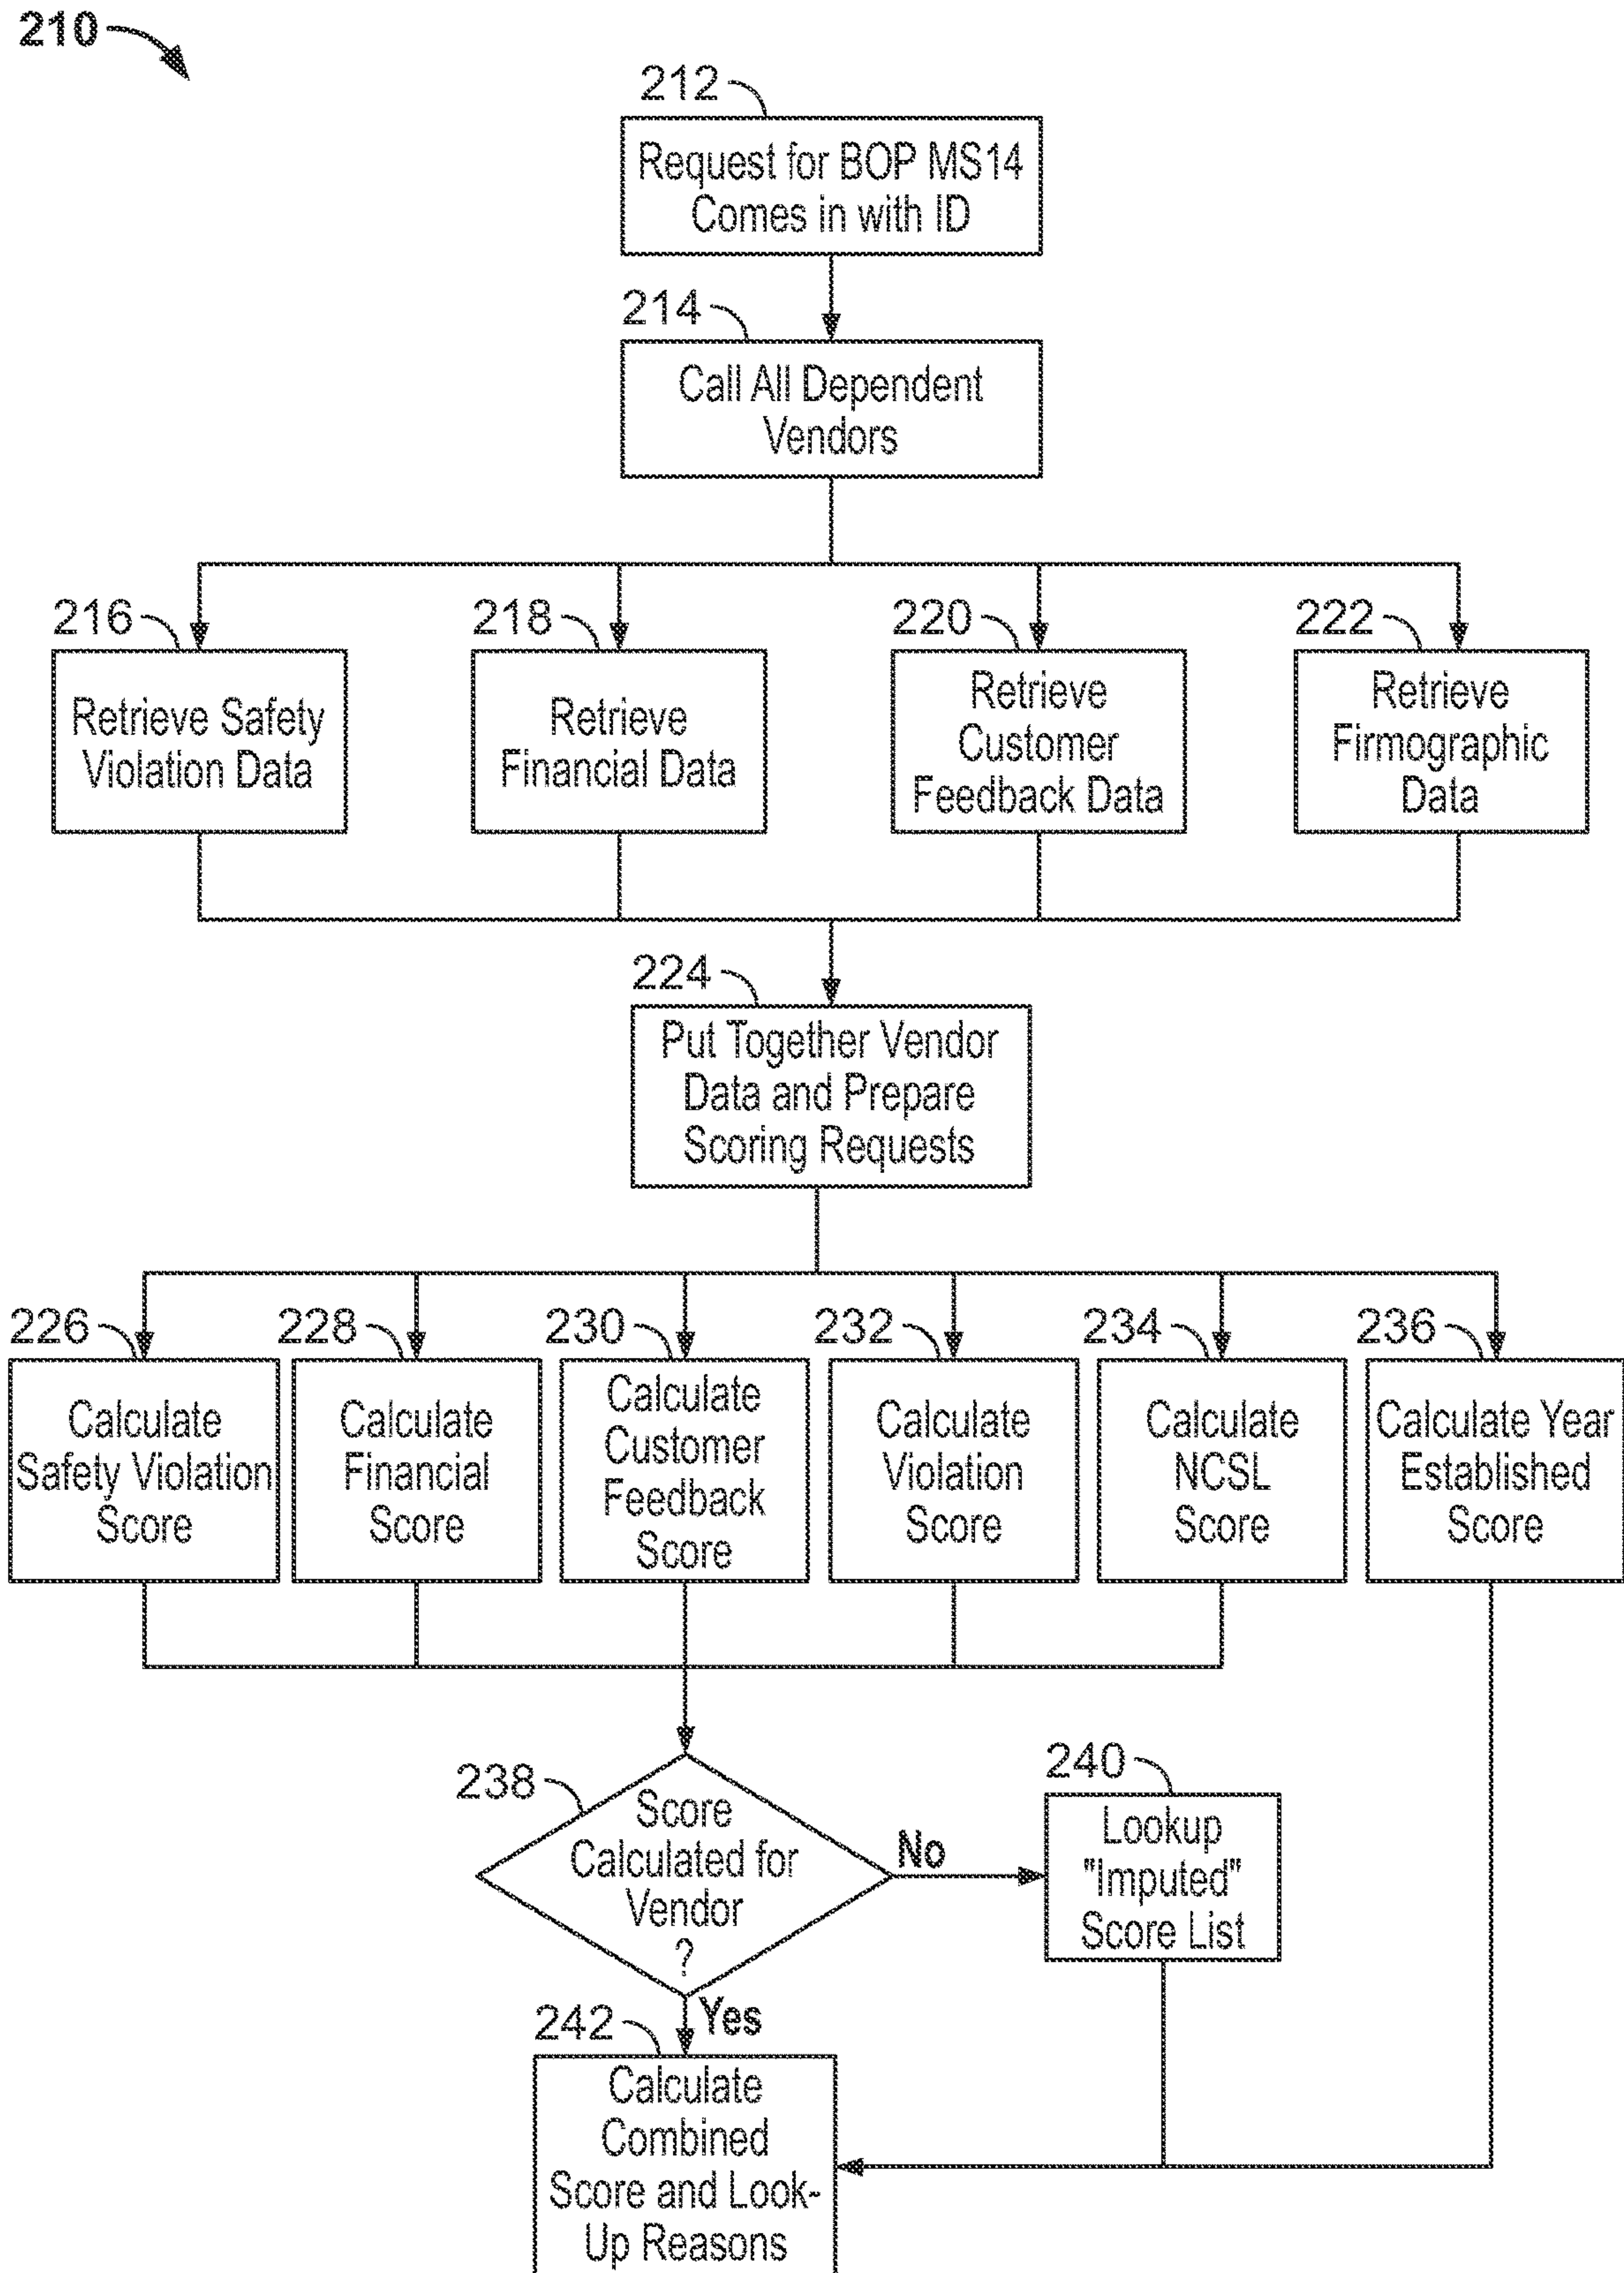 210
212
Request for BOP MS14
Comes in with ID
214
Call All Dependent
Vendors
216
Retrieve Safety
Violation Data
218
Retrieve
Financial Data
220
Retrieve
Customer
Feedback Data
222
Retrieve
Firmographic
Data
224
Put Together Vendor
Data and Prepare
Scoring Requests
226
Calculate
Safety Violation
Score
228
Calculate
Financial
Score
230
Calculate
Customer
Feedback
Score
232
Calculate
Violation
Score
234
Calculate
NCSL
Score
236
Calculate Year
Established
Score
238
Score
Calculated for
Vendor
?
No
240
Lookup
"Imputed"
Score List
Yes
242
Calculate
Combined
Score and Look-
Up Reasons